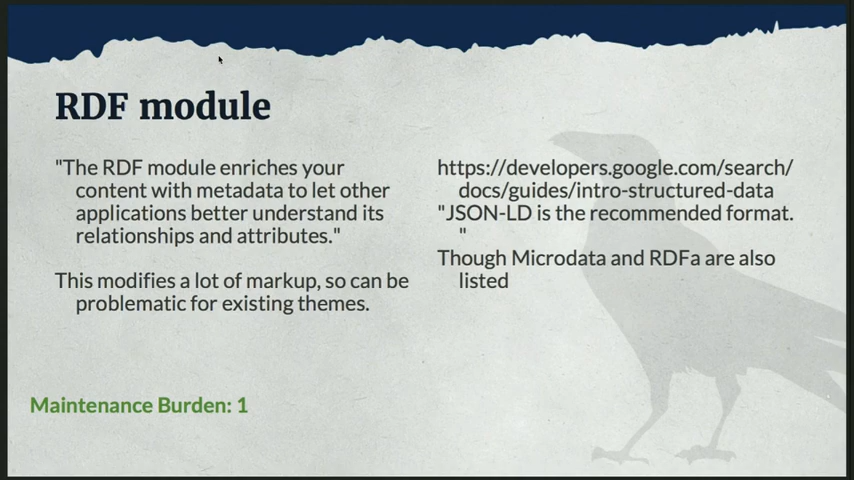 RDF module
"The RDF module enriches your
content with metadata to let other
applications better understand its
relationships and attributes."
This modifies a lot of markup, so can be
problematic for existing themes.
https://developers.google.com/search/
docs/guides/intro-structured-data
"JSON-LD is the recommended format.
"
Though Microdata and RDFa are also
listed
Maintenance Burden: 1